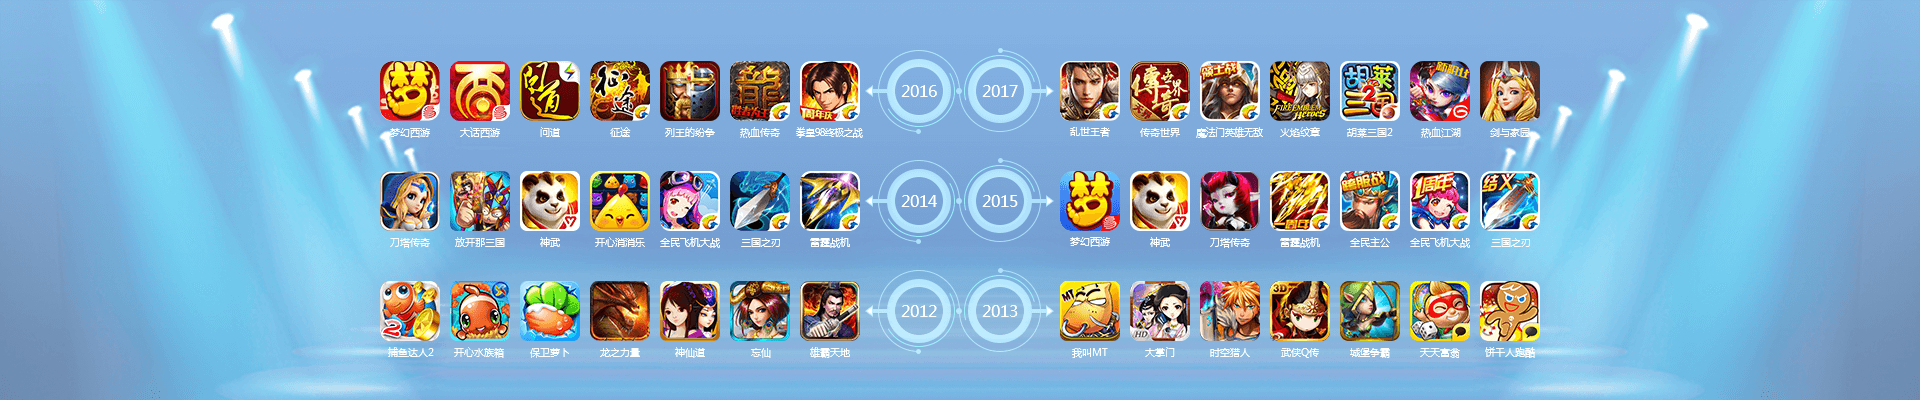 2016
2017
梦幻西游
大话西游
问道
征途
列王的纷争
热血传奇
拳皇98终极之战
乱世王者
传奇世界
魔法门英雄无敌
火焰纹章
胡莱三国2
热血江湖
剑与家园
2014
2015
刀塔传奇
放开那三国
神武
开心消消乐
全民飞机大战
三国之刃
雷霆战机
梦幻西游
神武
刀塔传奇
雷霆战机
全民主公
全民飞机大战
三国之刃
2012
2013
捕鱼达人2
开心水族箱
保卫萝卜
龙之力量
神仙道
忘仙
雄霸天地
我叫MT
大掌门
时空猎人
武侠Q传
城堡争霸
天天富翁
饼干人跑酷